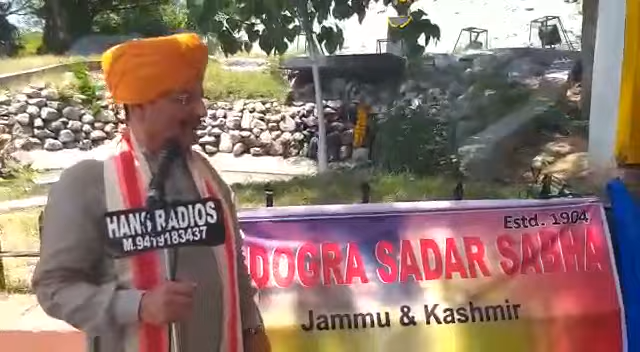 HANS RADIOS
M.9419183437
Estd. 1904
DOGRA SADAR SABHA
Jammu & Kashmir